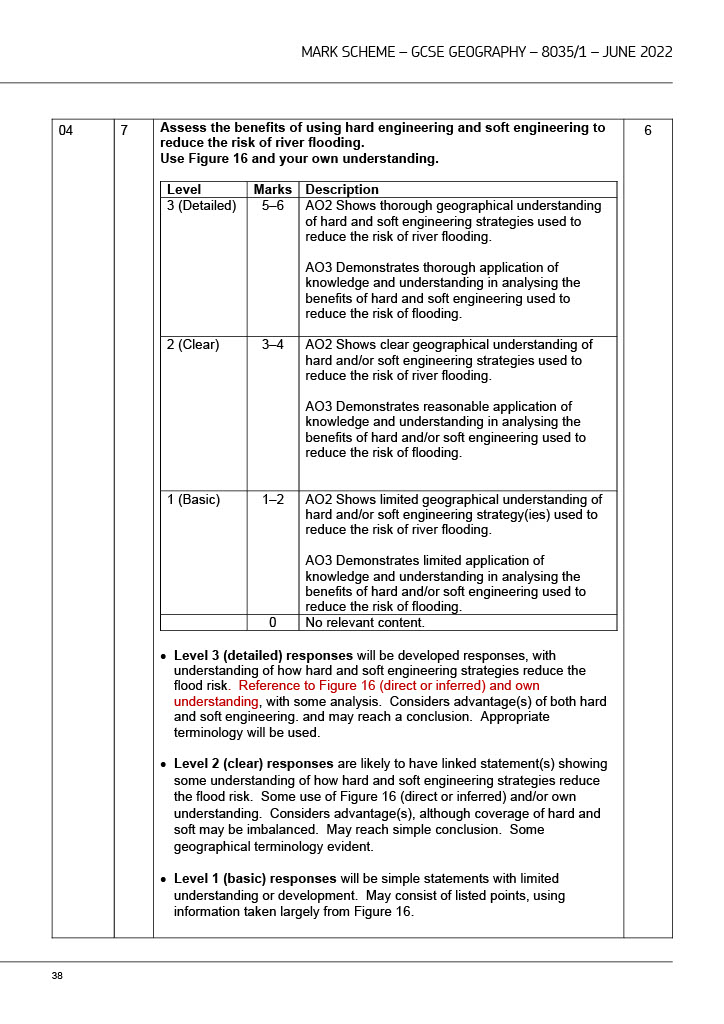 MARK SCHEME – GCSE GEOGRAPHY – 8035/1 – JUNE 2022
04 7 Assess the benefits of using hard engineering and soft engineering to 6
reduce the risk of river flooding.
Use Figure 16 and your own understanding.
Level Marks Description
3 (Detailed) 5–6 AO2 Shows thorough geographical understanding
of hard and soft engineering strategies used to
reduce the risk of river flooding.
AO3 Demonstrates thorough application of
knowledge and understanding in analysing the
benefits of hard and soft engineering used to
reduce the risk of flooding.
2 (Clear) 3–4 AO2 Shows clear geographical understanding of
hard and/or soft engineering strategies used to
reduce the risk of river flooding.
AO3 Demonstrates reasonable application of
knowledge and understanding in analysing the
benefits of hard and/or soft engineering used to
reduce the risk of flooding.
1 (Basic) 1–2 AO2 Shows limited geographical understanding of
hard and/or soft engineering strategy(ies) used to
reduce the risk of river flooding.
AO3 Demonstrates limited application of
knowledge and understanding in analysing the
benefits of hard and/or soft engineering used to
reduce the risk of flooding.
0 No relevant content.
• Level 3 (detailed) responses will be developed responses, with
understanding of how hard and soft engineering strategies reduce the
flood risk. Reference to Figure 16 (direct or inferred) and own
understanding, with some analysis. Considers advantage(s) of both hard
and soft engineering. and may reach a conclusion. Appropriate
terminology will be used.
• Level 2 (clear) responses are likely to have linked statement(s) showing
some understanding of how hard and soft engineering strategies reduce
the flood risk. Some use of Figure 16 (direct or inferred) and/or own
understanding. Considers advantage(s), although coverage of hard and
soft may be imbalanced. May reach simple conclusion. Some
geographical terminology evident.
• Level 1 (basic) responses will be simple statements with limited
understanding or development. May consist of listed points, using
information taken largely from Figure 16.
38